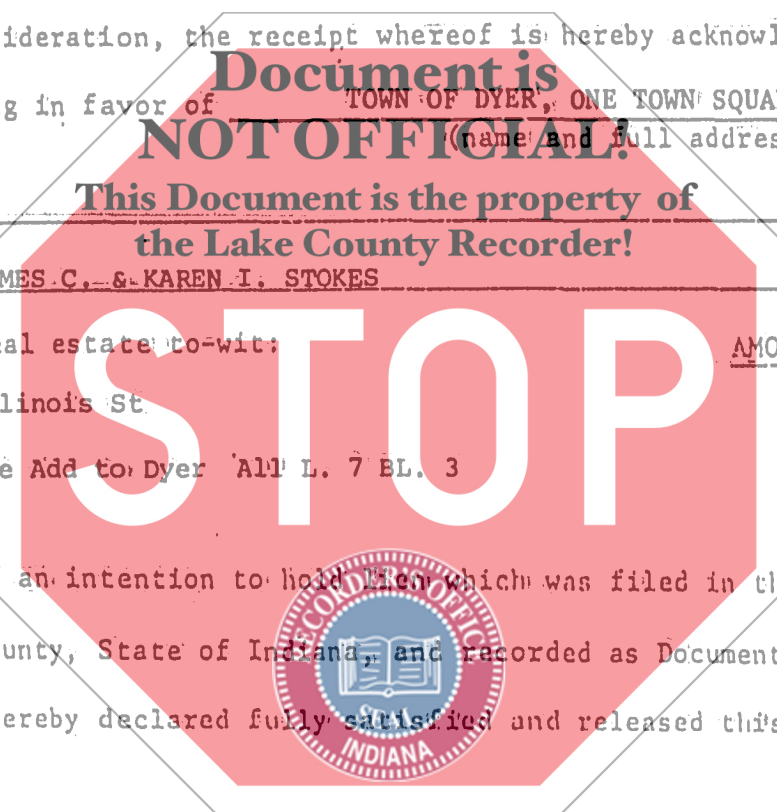 ideration, the receipt whereof is hereby acknowl
Document is
g in favor of TOWN OF DYER, ONE TOWN SQUA
NOT OFFICIAL!
(name and full addres
This Document is the property of
the Lake County Recorder!
MES C. & KAREN I. STOKES
al estate to-wit: AMO
STOP
linois St
e Add to Dyer All L. 7 BL. 3
an intention to hold lien which was filed in th
RECORDER'S OFFICE
unty, State of Indiana, and recorded as Document
SEAL
ereby declared fully satisfied and released this
INDIANA